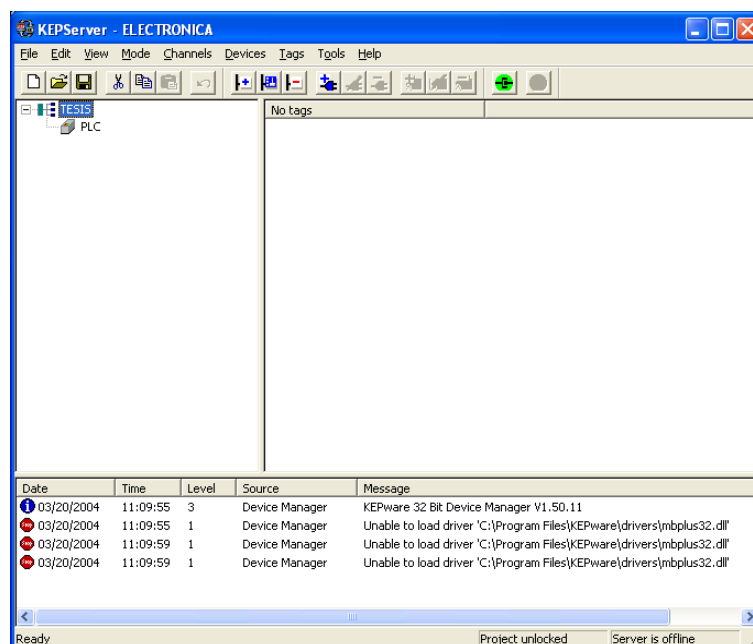 KEPServer - ELECTRONICA
File Edit View Mode Channels Devices Tags Tools Help
TESIS
PLC
No tags
Date Time Level Source Message
03/20/2004 11:09:55 3 Device Manager KEPware 32 Bit Device Manager V1.50.11
03/20/2004 11:09:55 1 Device Manager Unable to load driver 'C:\Program Files\KEPware\drivers\mbplus32.dll'
03/20/2004 11:09:59 1 Device Manager Unable to load driver 'C:\Program Files\KEPware\drivers\mbplus32.dll'
03/20/2004 11:09:59 1 Device Manager Unable to load driver 'C:\Program Files\KEPware\drivers\mbplus32.dll'
Ready Project unlocked Server is offline